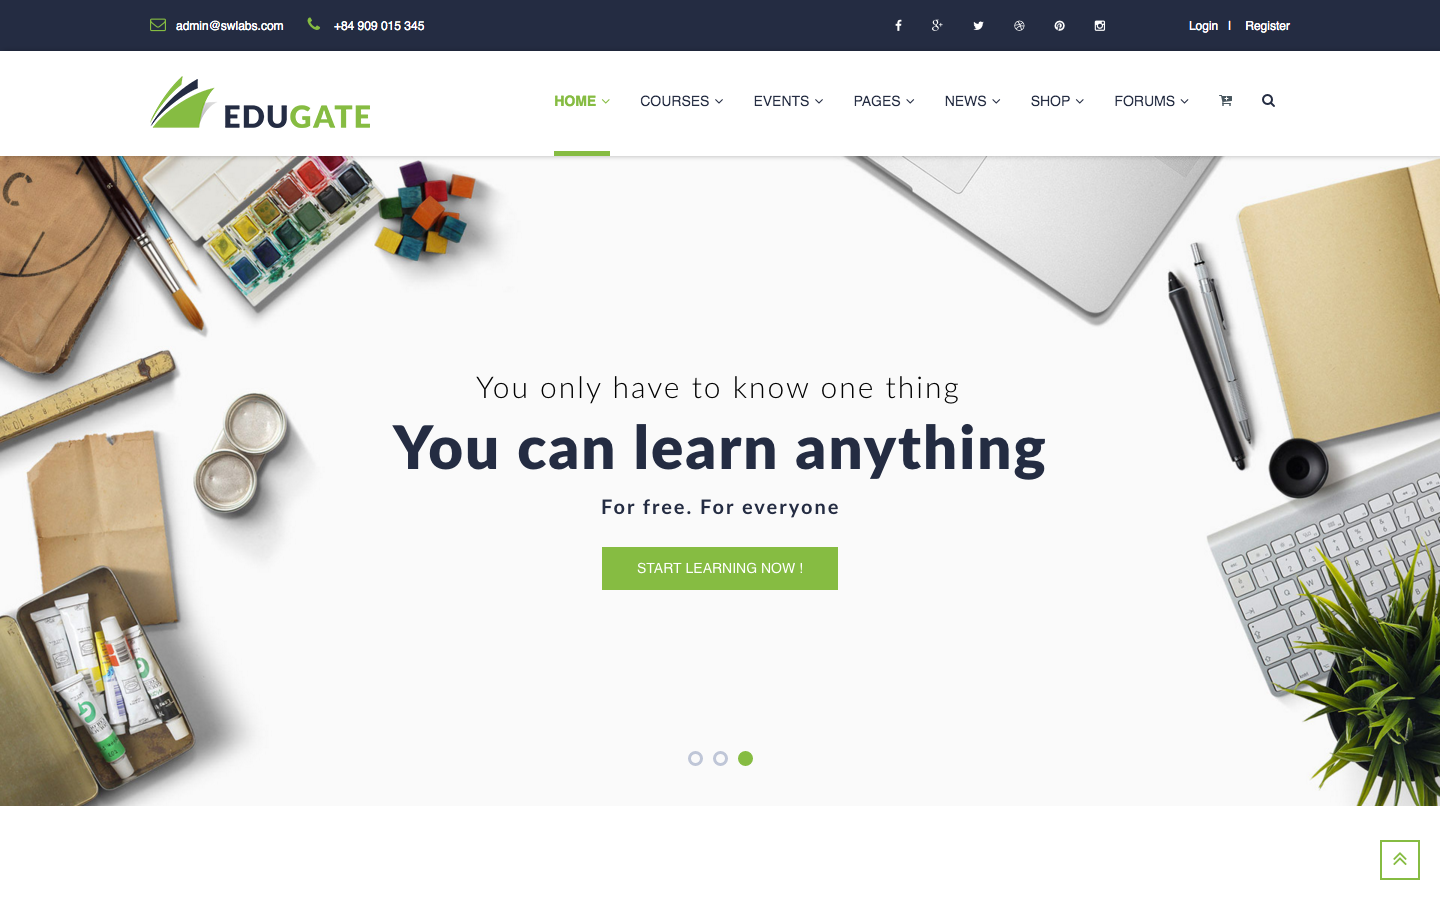 admin@swlabs.com +84 909 015 345 Login | Register
EDUGATE HOME COURSES EVENTS PAGES NEWS SHOP FORUMS
You only have to know one thing
You can learn anything
For free. For everyone
START LEARNING NOW !